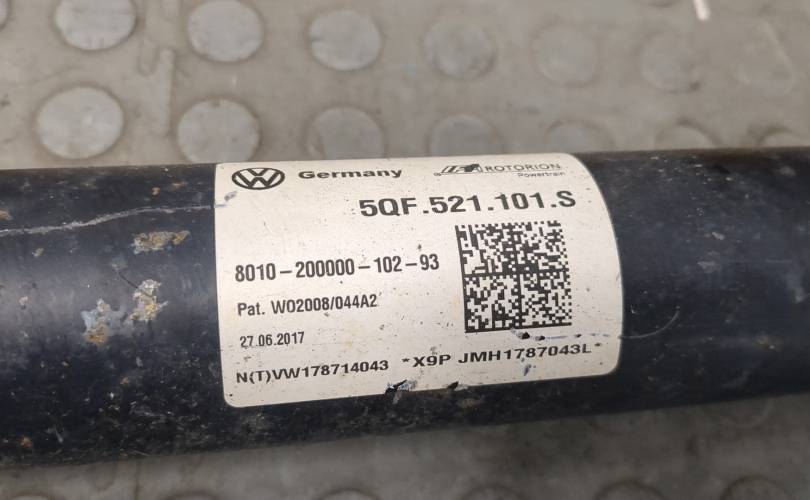 Germany
ROTORION
Powertrain
5QF.521.101.S
8010-200000-102-93
Pat. WO2008/044A2
27.06.2017
N(T)VW178714043 *X9P JMH1787043L*